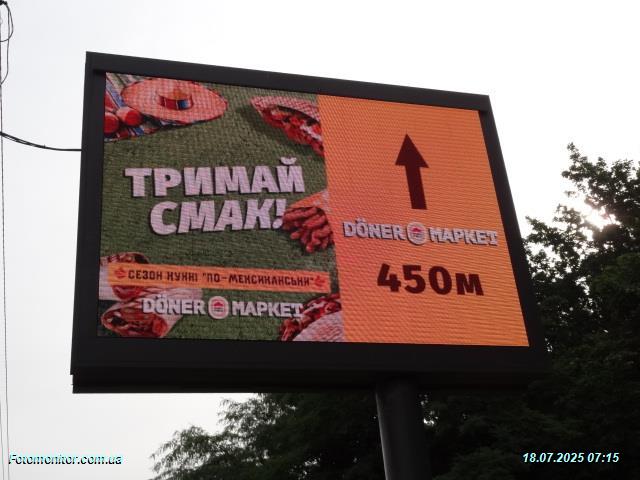 ТРИМАЙ
СМАК!
СЕЗОН КУХНІ "ПО-МЕКСИКАНСЬКИ"
DÖNER МАРКЕТ
DÖNER МАРКЕТ
450м
Fotomonitor.com.ua
18.07.2025 07:15